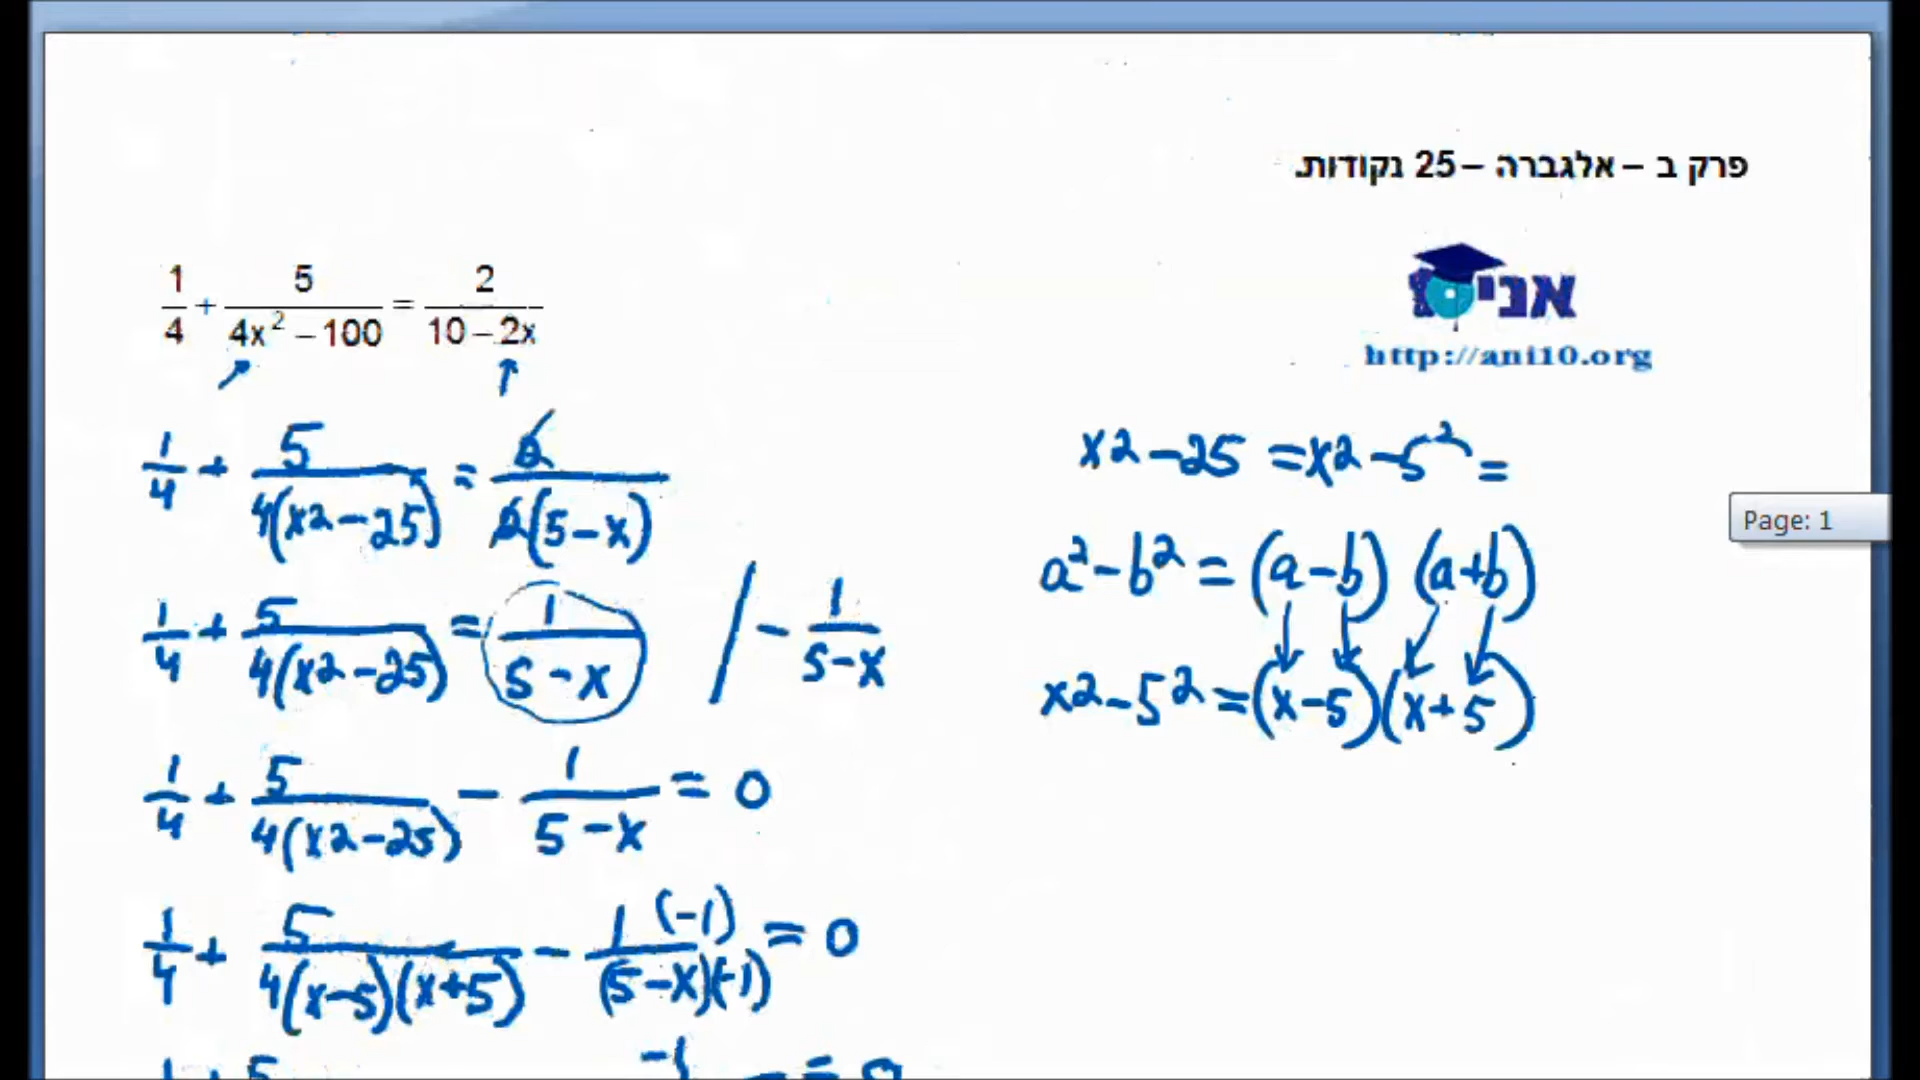 פרק ב – אלגברה – 25 נקודות.
אני10
http://ani10.org
1/4 + 5/(4x² – 100) = 2/(10 – 2x)
1/4 + 5/(4(x2 – 25)) = 2/(2(5 – x))
1/4 + 5/(4(x2 – 25)) = 1/(5 – x) / – 1/(5 – x)
1/4 + 5/(4(x2 – 25)) – 1/(5 – x) = 0
1/4 + 5/(4(x – 5)(x + 5)) – 1(-1)/((5 – x)(-1)) = 0
x2 – 25 = x2 – 5² =
a² – b² = (a – b) (a + b)
x2 – 5² = (x – 5)(x + 5)
Page: 1